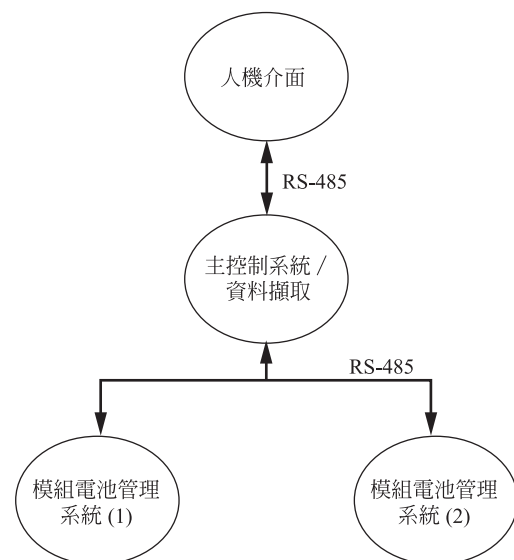 人機介面
RS-485
主控制系統 /
資料擷取
RS-485
模組電池管理
系統 (1)
模組電池管理
系統 (2)